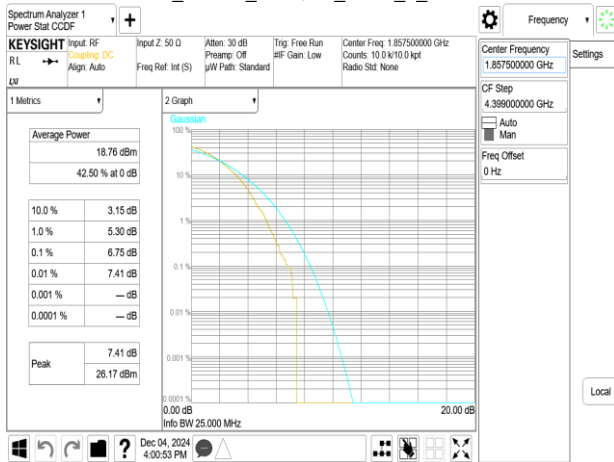 Spectrum Analyzer 1
Power Stat CCDF
+
Frequency
KEYSIGHT
Input: RF
Coupling: DC
Align: Auto
Input Z: 50 Ω
Freq Ref: Int (S)
Atten: 30 dB
Preamp: Off
µW Path: Standard
Trig: Free Run
#IF Gain: Low
Center Freq: 1.857500000 GHz
Counts: 10.0 k/10.0 kpt
Radio Std: None
RL
LXI
Center Frequency
1.857500000 GHz
Settings
CF Step
4.399000000 GHz
Auto
Man
Freq Offset
0 Hz
1 Metrics
Average Power
18.76 dBm
42.50 % at 0 dB
10.0 % 3.15 dB
1.0 % 5.30 dB
0.1 % 6.75 dB
0.01 % 7.41 dB
0.001 % --- dB
0.0001 % --- dB
Peak
7.41 dB
26.17 dBm
2 Graph
Gaussian
100 %
10 %
1 %
0.1 %
0.01 %
0.001 %
0.0001 %
0.00 dB 20.00 dB
Info BW 25.000 MHz
Local
?
Dec 04, 2024
4:00:53 PM